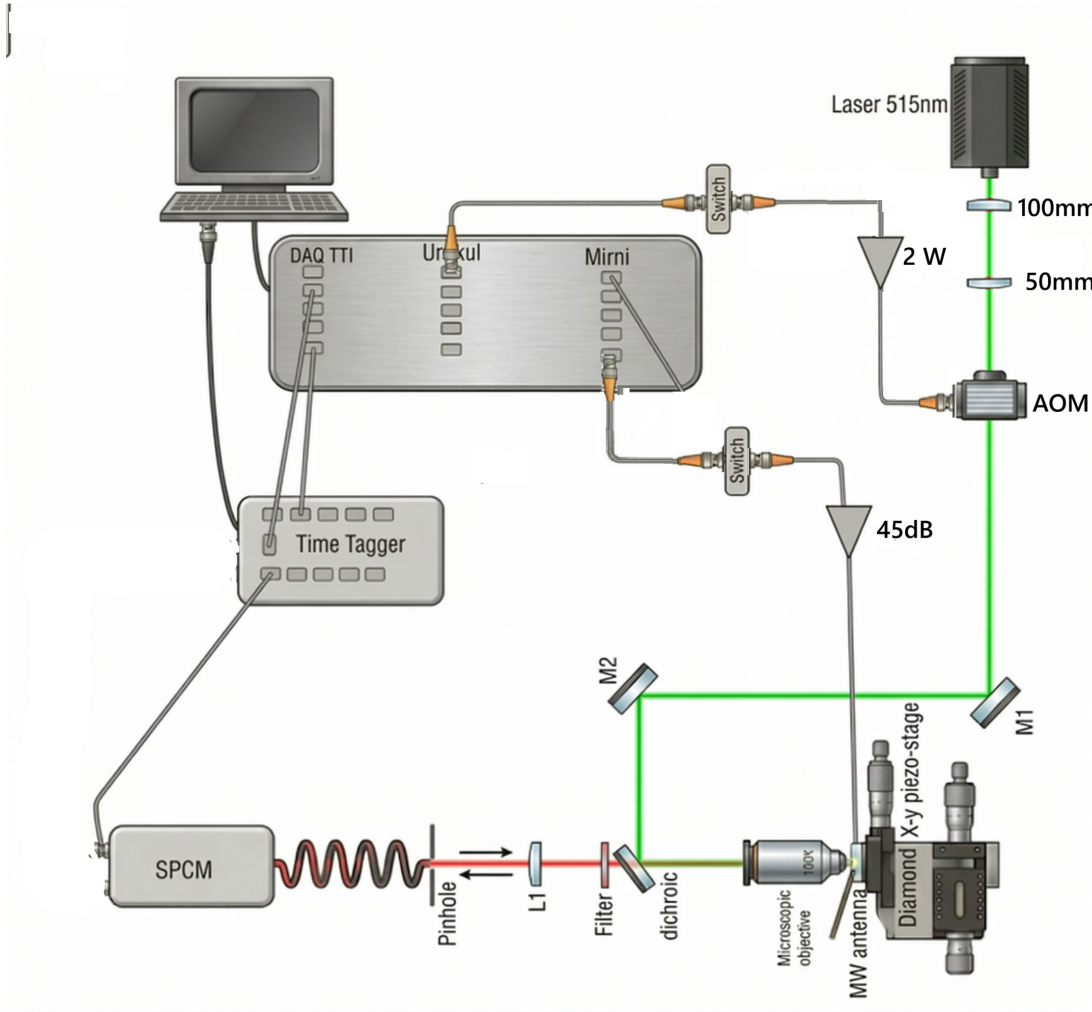 Laser 515nm
100mm
50mm
Switch
2 W
DAQ TTI
Mirni
AOM
Switch
45dB
Time Tagger
M2
M1
X-y piezo-stage
Diamond
100X
SPCM
Pinhole
L1
Filter
dichroic
Microscopic
objective
MW antenna